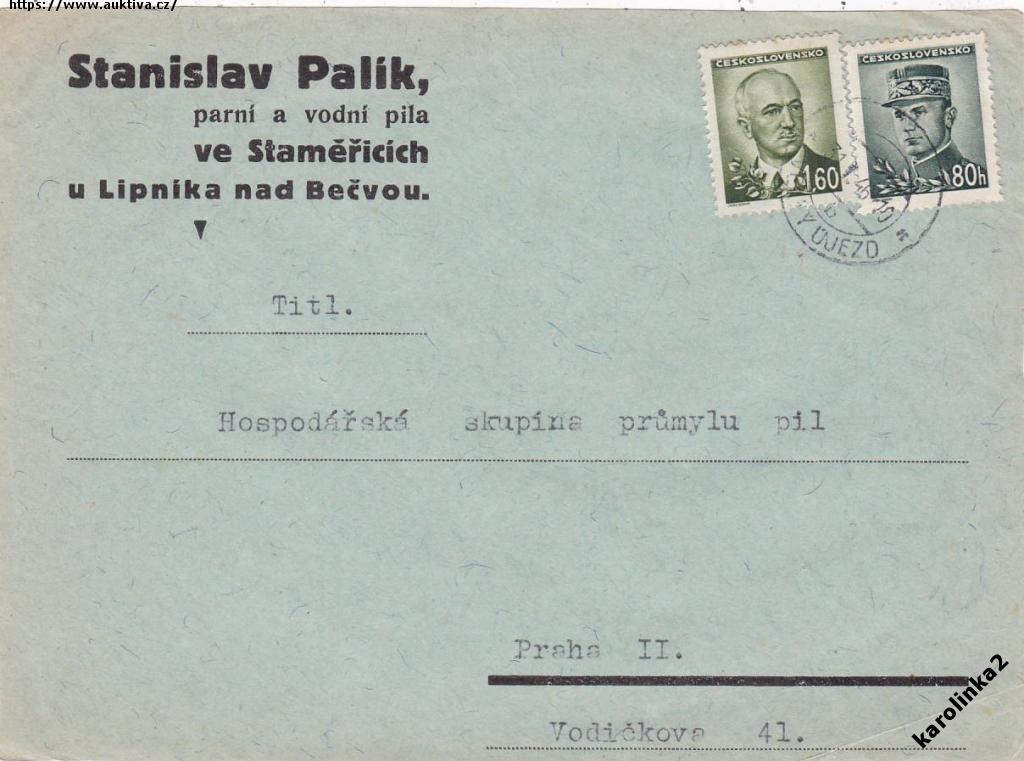 https://www.auktiva.cz/
Stanislav Palík,
parní a vodní pila
ve Staměřicích
u Lipníka nad Bečvou.
ČESKOSLOVENSKO
1.60
ČESKOSLOVENSKO
80h
ÚJEZD
Titl.
Hospodářská skupina průmylu pil
Praha II.
Vodičkova 41.
karolinka2